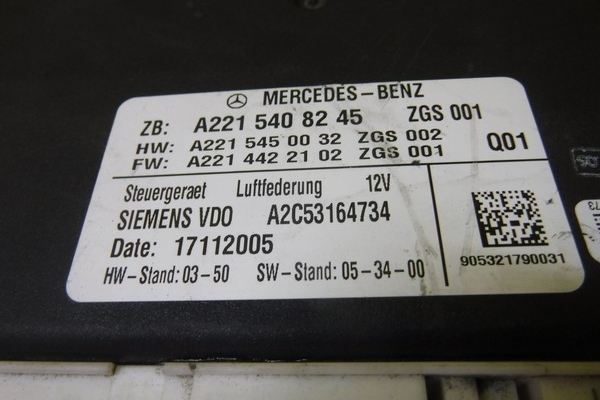 MERCEDES-BENZ
ZB: A221 540 82 45 ZGS 001
HW: A221 545 00 32 ZGS 002
FW: A221 442 21 02 ZGS 001 Q01
Steuergeraet Luftfederung 12V
SIEMENS VDO A2C53164734
Date: 17112005
HW-Stand: 03-50 SW-Stand: 05-34-00
905321790031